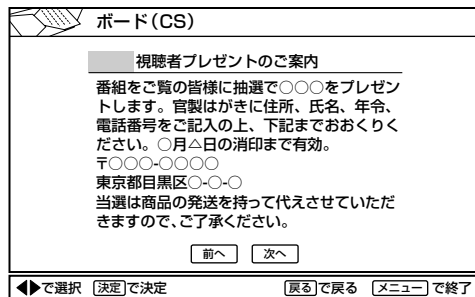 ボード（CS）
視聴者プレゼントのご案内
番組をご覧の皆様に抽選で○○○をプレゼン
トします。官製はがきに住所、氏名、年令、
電話番号をご記入の上、下記までおおくりく
ださい。○月△日の消印まで有効。
〒○○○-○○○○
東京都目黒区○-○-○
当選は商品の発送を持って代えさせていただ
きますので、ご了承ください。
前へ 次へ
◀▶で選択 決定で決定 戻るで戻る メニューで終了